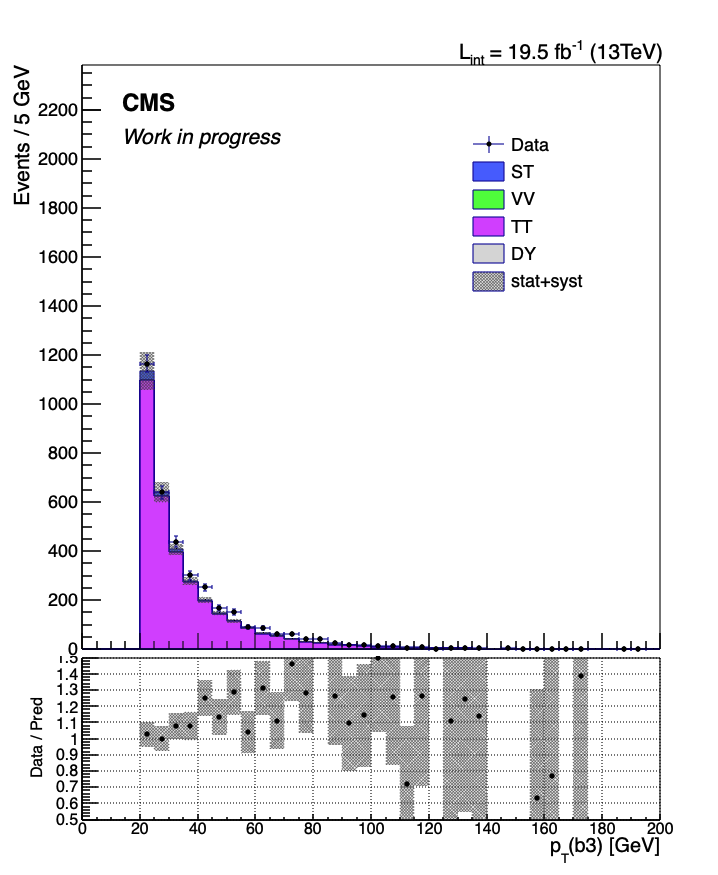 L_int = 19.5 fb⁻¹ (13TeV)
Events / 5 GeV
CMS
Work in progress
Data
ST
VV
TT
DY
stat+syst
2200
2000
1800
1600
1400
1200
1000
800
600
400
200
0
Data / Pred
1.5
1.4
1.3
1.2
1.1
1
0.9
0.8
0.7
0.6
0.5
0 20 40 60 80 100 120 140 160 180 200
p_T(b3) [GeV]